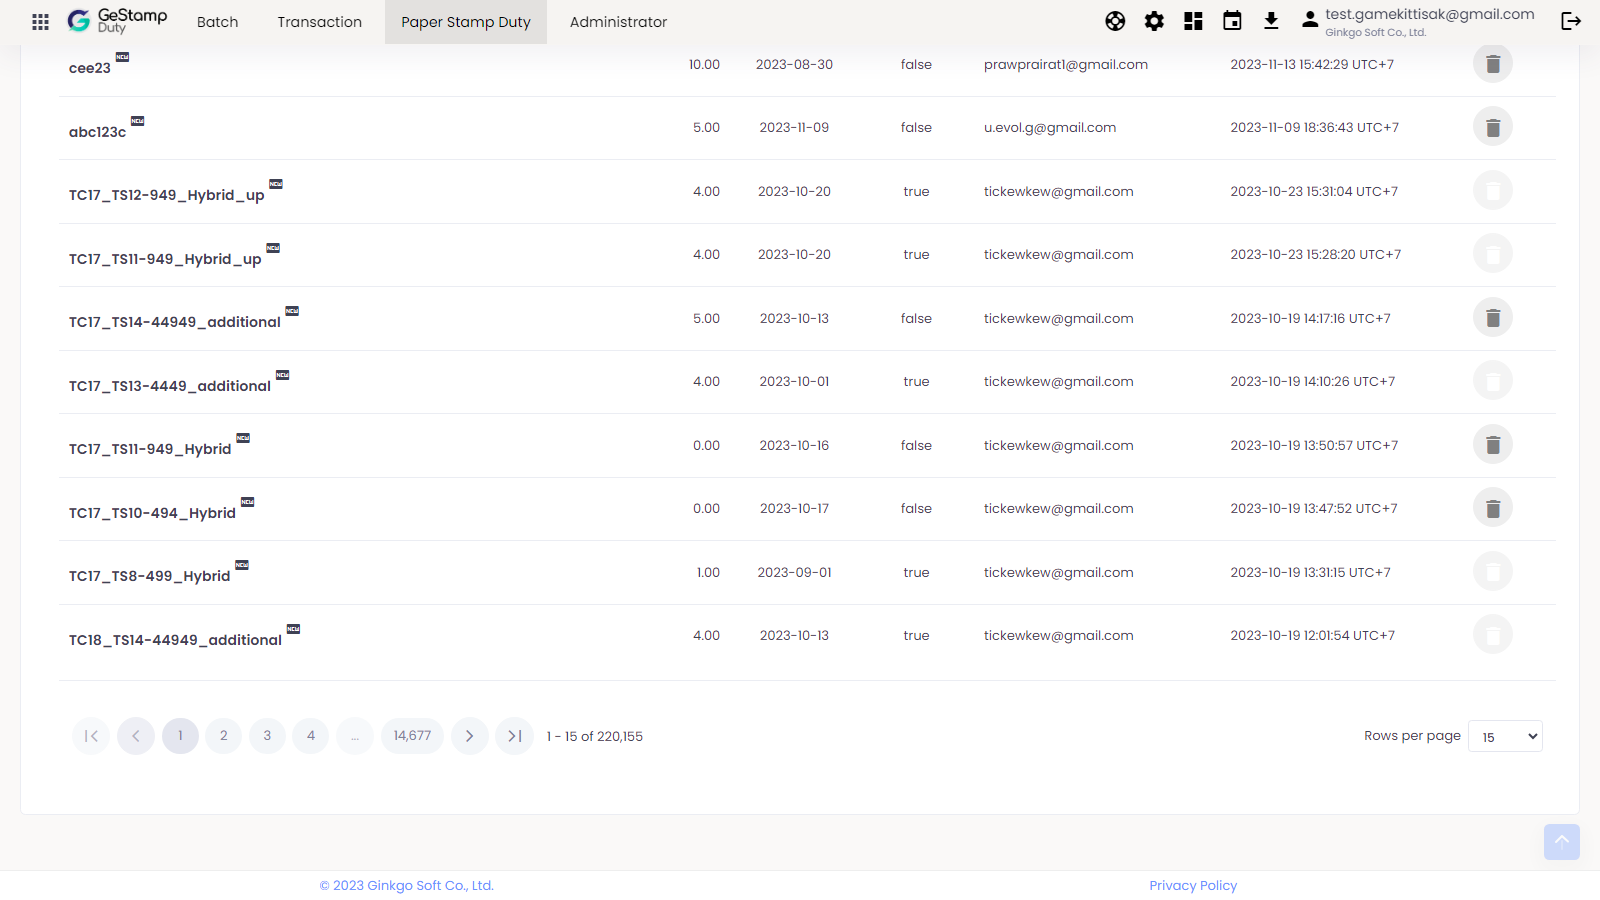 GeStamp Duty
Batch
Transaction
Paper Stamp Duty
Administrator
test.gamekittisak@gmail.com
Ginkgo Soft Co., Ltd.
cee23 NEW 10.00 2023-08-30 false prawprairat1@gmail.com 2023-11-13 15:42:29 UTC+7
abc123c NEW 5.00 2023-11-09 false u.evol.g@gmail.com 2023-11-09 18:36:43 UTC+7
TC17_TS12-949_Hybrid_up NEW 4.00 2023-10-20 true tickewkew@gmail.com 2023-10-23 15:31:04 UTC+7
TC17_TS11-949_Hybrid_up NEW 4.00 2023-10-20 true tickewkew@gmail.com 2023-10-23 15:28:20 UTC+7
TC17_TS14-44949_additional NEW 5.00 2023-10-13 false tickewkew@gmail.com 2023-10-19 14:17:16 UTC+7
TC17_TS13-4449_additional NEW 4.00 2023-10-01 true tickewkew@gmail.com 2023-10-19 14:10:26 UTC+7
TC17_TS11-949_Hybrid NEW 0.00 2023-10-16 false tickewkew@gmail.com 2023-10-19 13:50:57 UTC+7
TC17_TS10-494_Hybrid NEW 0.00 2023-10-17 false tickewkew@gmail.com 2023-10-19 13:47:52 UTC+7
TC17_TS8-499_Hybrid NEW 1.00 2023-09-01 true tickewkew@gmail.com 2023-10-19 13:31:15 UTC+7
TC18_TS14-44949_additional NEW 4.00 2023-10-13 true tickewkew@gmail.com 2023-10-19 12:01:54 UTC+7
1 2 3 4 ... 14,677 1 - 15 of 220,155 Rows per page 15
© 2023 Ginkgo Soft Co., Ltd. Privacy Policy